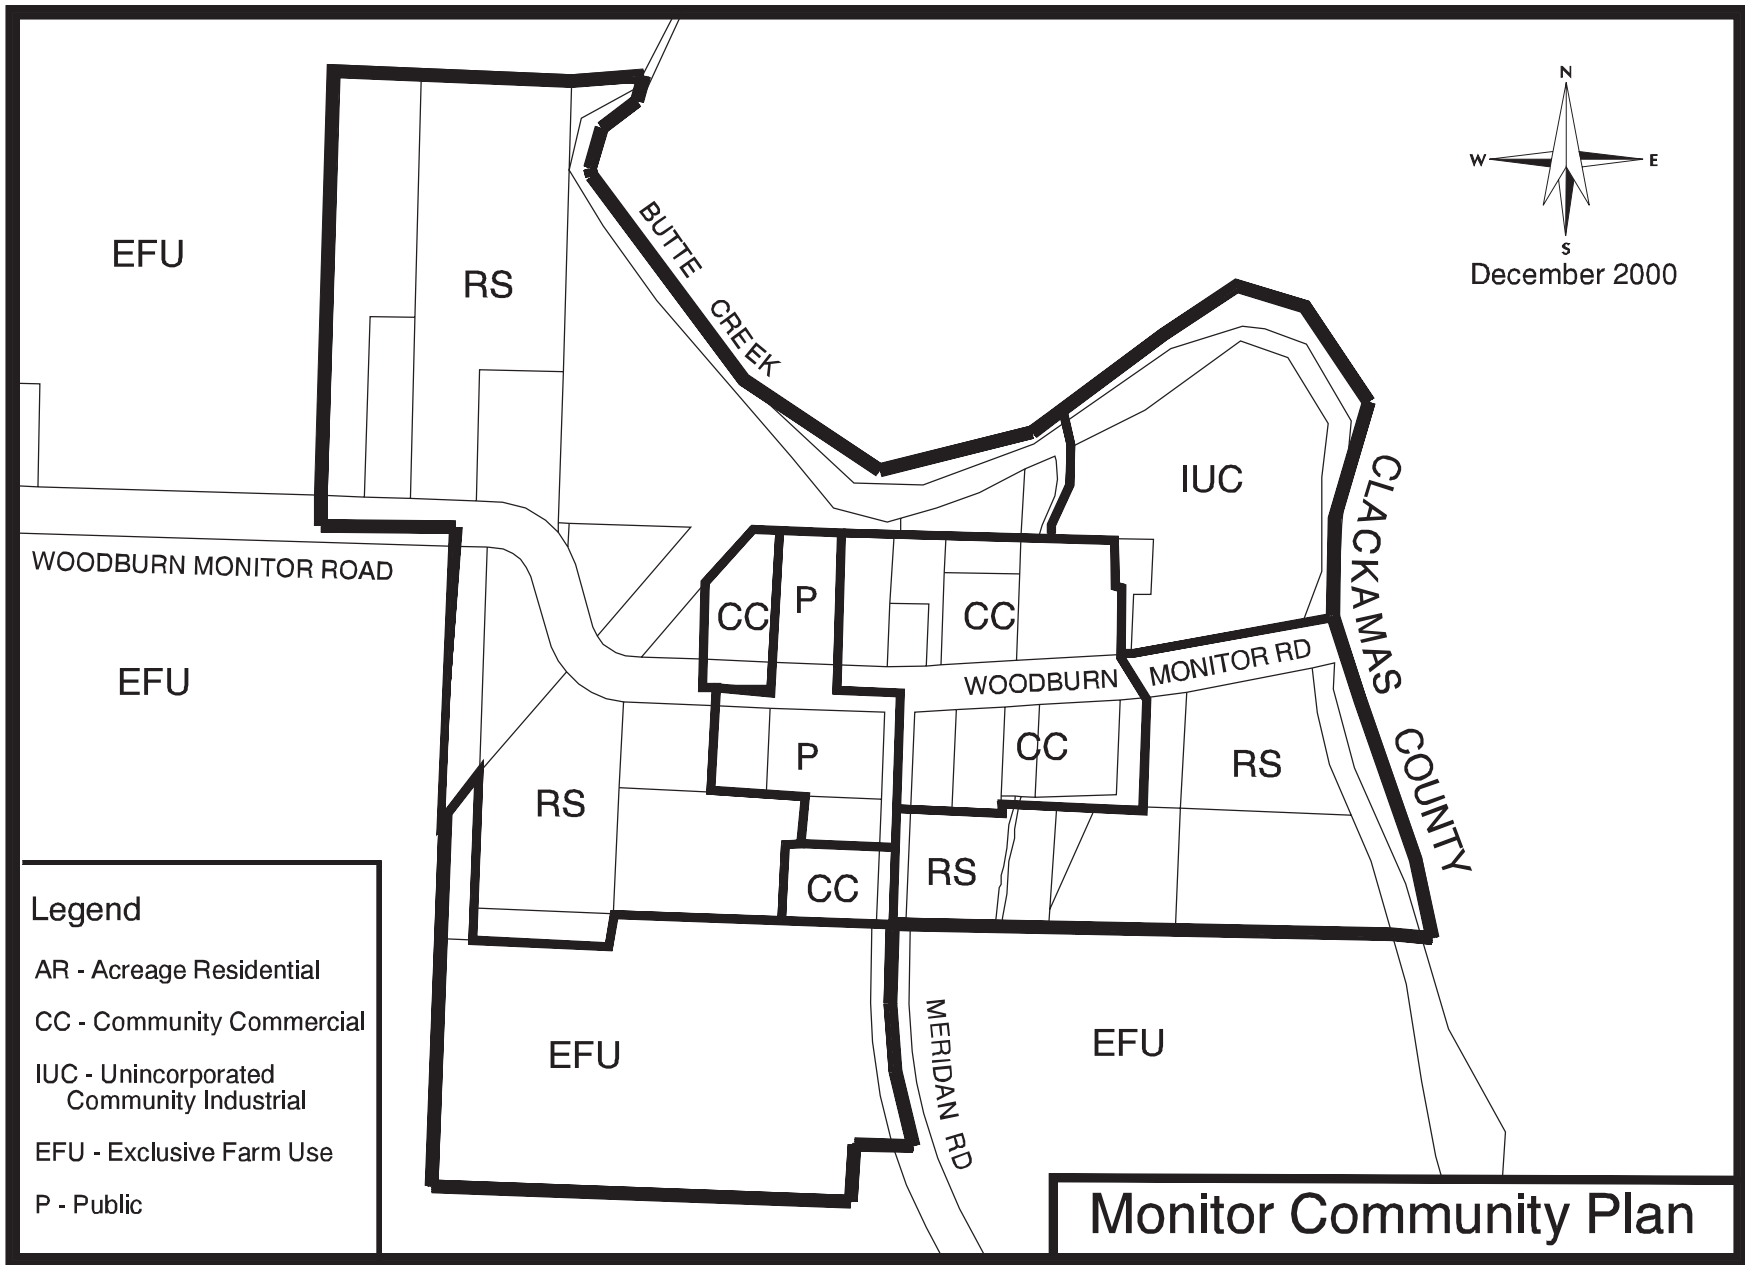 N
W E
S
December 2000
EFU
RS
BUTTE CREEK
IUC
CLACKAMAS COUNTY
WOODBURN MONITOR ROAD
CC
P
CC
EFU
WOODBURN MONITOR RD
P
CC
RS
RS
CC
RS
EFU
EFU
MERIDAN RD
Legend
AR - Acreage Residential
CC - Community Commercial
IUC - Unincorporated
Community Industrial
EFU - Exclusive Farm Use
P - Public
Monitor Community Plan